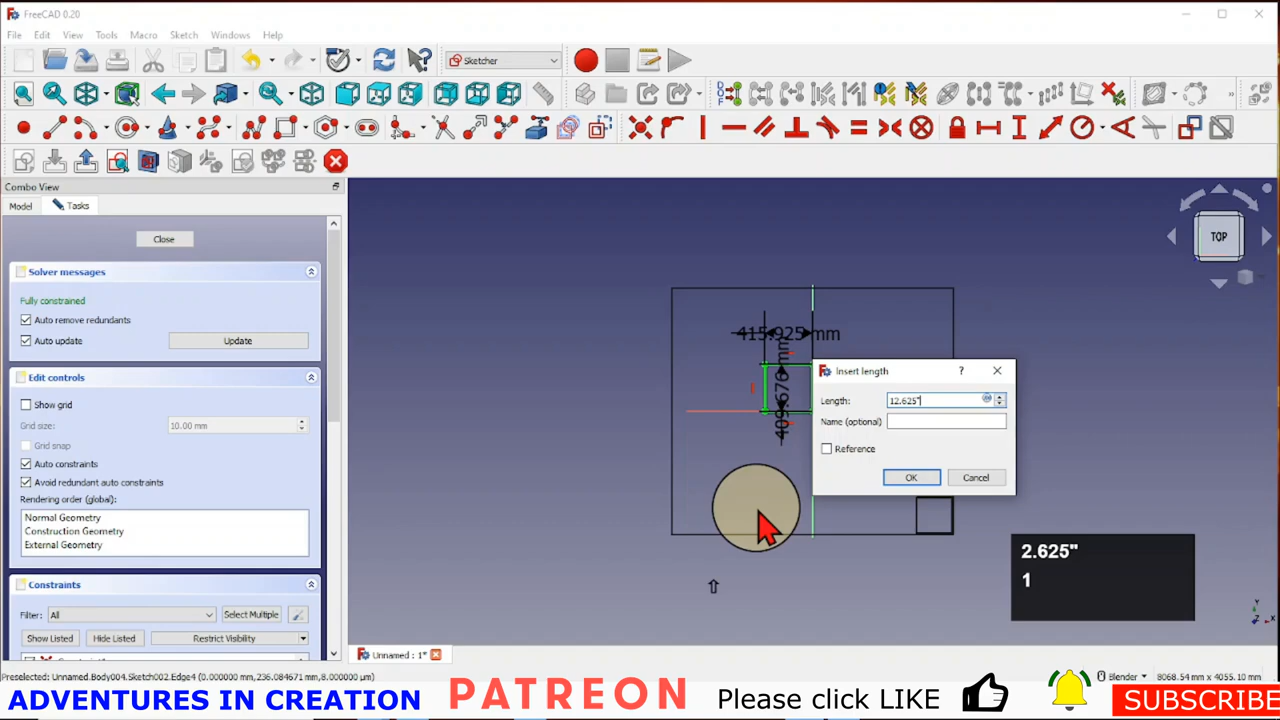 FreeCAD 0.20
File Edit View Tools Macro Sketch Windows Help
Sketcher
Combo View
Model Tasks
Close
Solver messages
Fully constrained
Auto remove redundants
Auto update Update
Edit controls
Show grid
Grid size: 10.00 mm
Grid snap
Auto constraints
Avoid redundant auto constraints
Rendering order (global):
Normal Geometry
Construction Geometry
External Geometry
Constraints
Filter: All Select Multiple
Show Listed Hide Listed Restrict Visibility
TOP
415.925 mm
409.676 mm
Insert length ?
Length: 12.625"
Name (optional)
Reference
OK Cancel
2.625"
1
Unnamed : 1*
Preselected: Unnamed.Body004.Sketch002.Edge4 (0.000000 mm,236.084671 mm,8.000000 µm)
Blender 8068.54 mm x 4055.10 mm
ADVENTURES IN CREATION PATREON Please click LIKE SUBSCRIBE